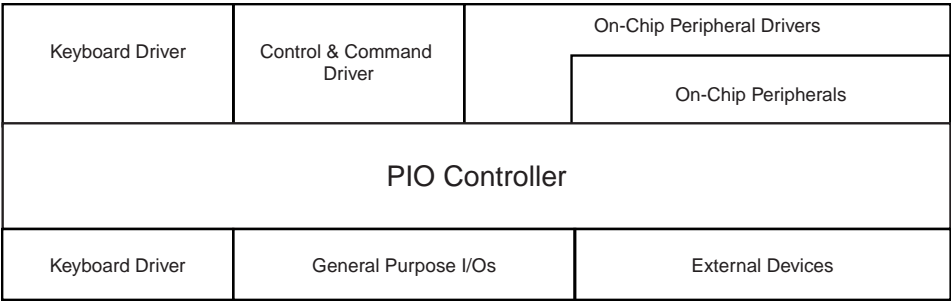 Keyboard Driver
Control & Command
Driver
On-Chip Peripheral Drivers
On-Chip Peripherals
PIO Controller
Keyboard Driver
General Purpose I/Os
External Devices